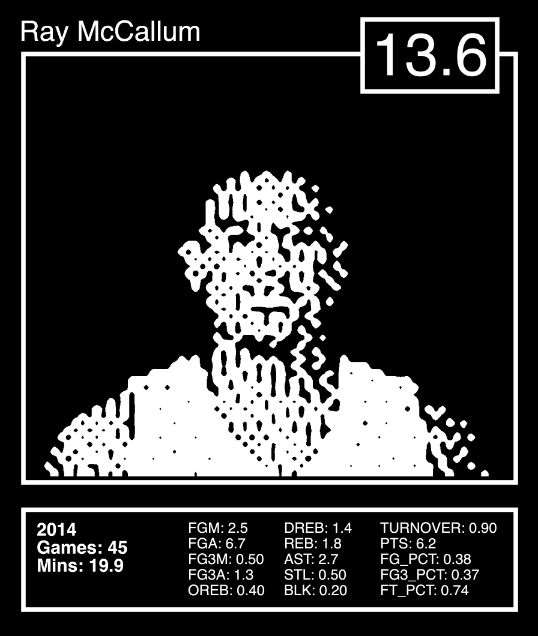 Ray McCallum
13.6
2014
Games: 45
Mins: 19.9
FGM: 2.5
FGA: 6.7
FG3M: 0.50
FG3A: 1.3
OREB: 0.40
DREB: 1.4
REB: 1.8
AST: 2.7
STL: 0.50
BLK: 0.20
TURNOVER: 0.90
PTS: 6.2
FG_PCT: 0.38
FG3_PCT: 0.37
FT_PCT: 0.74